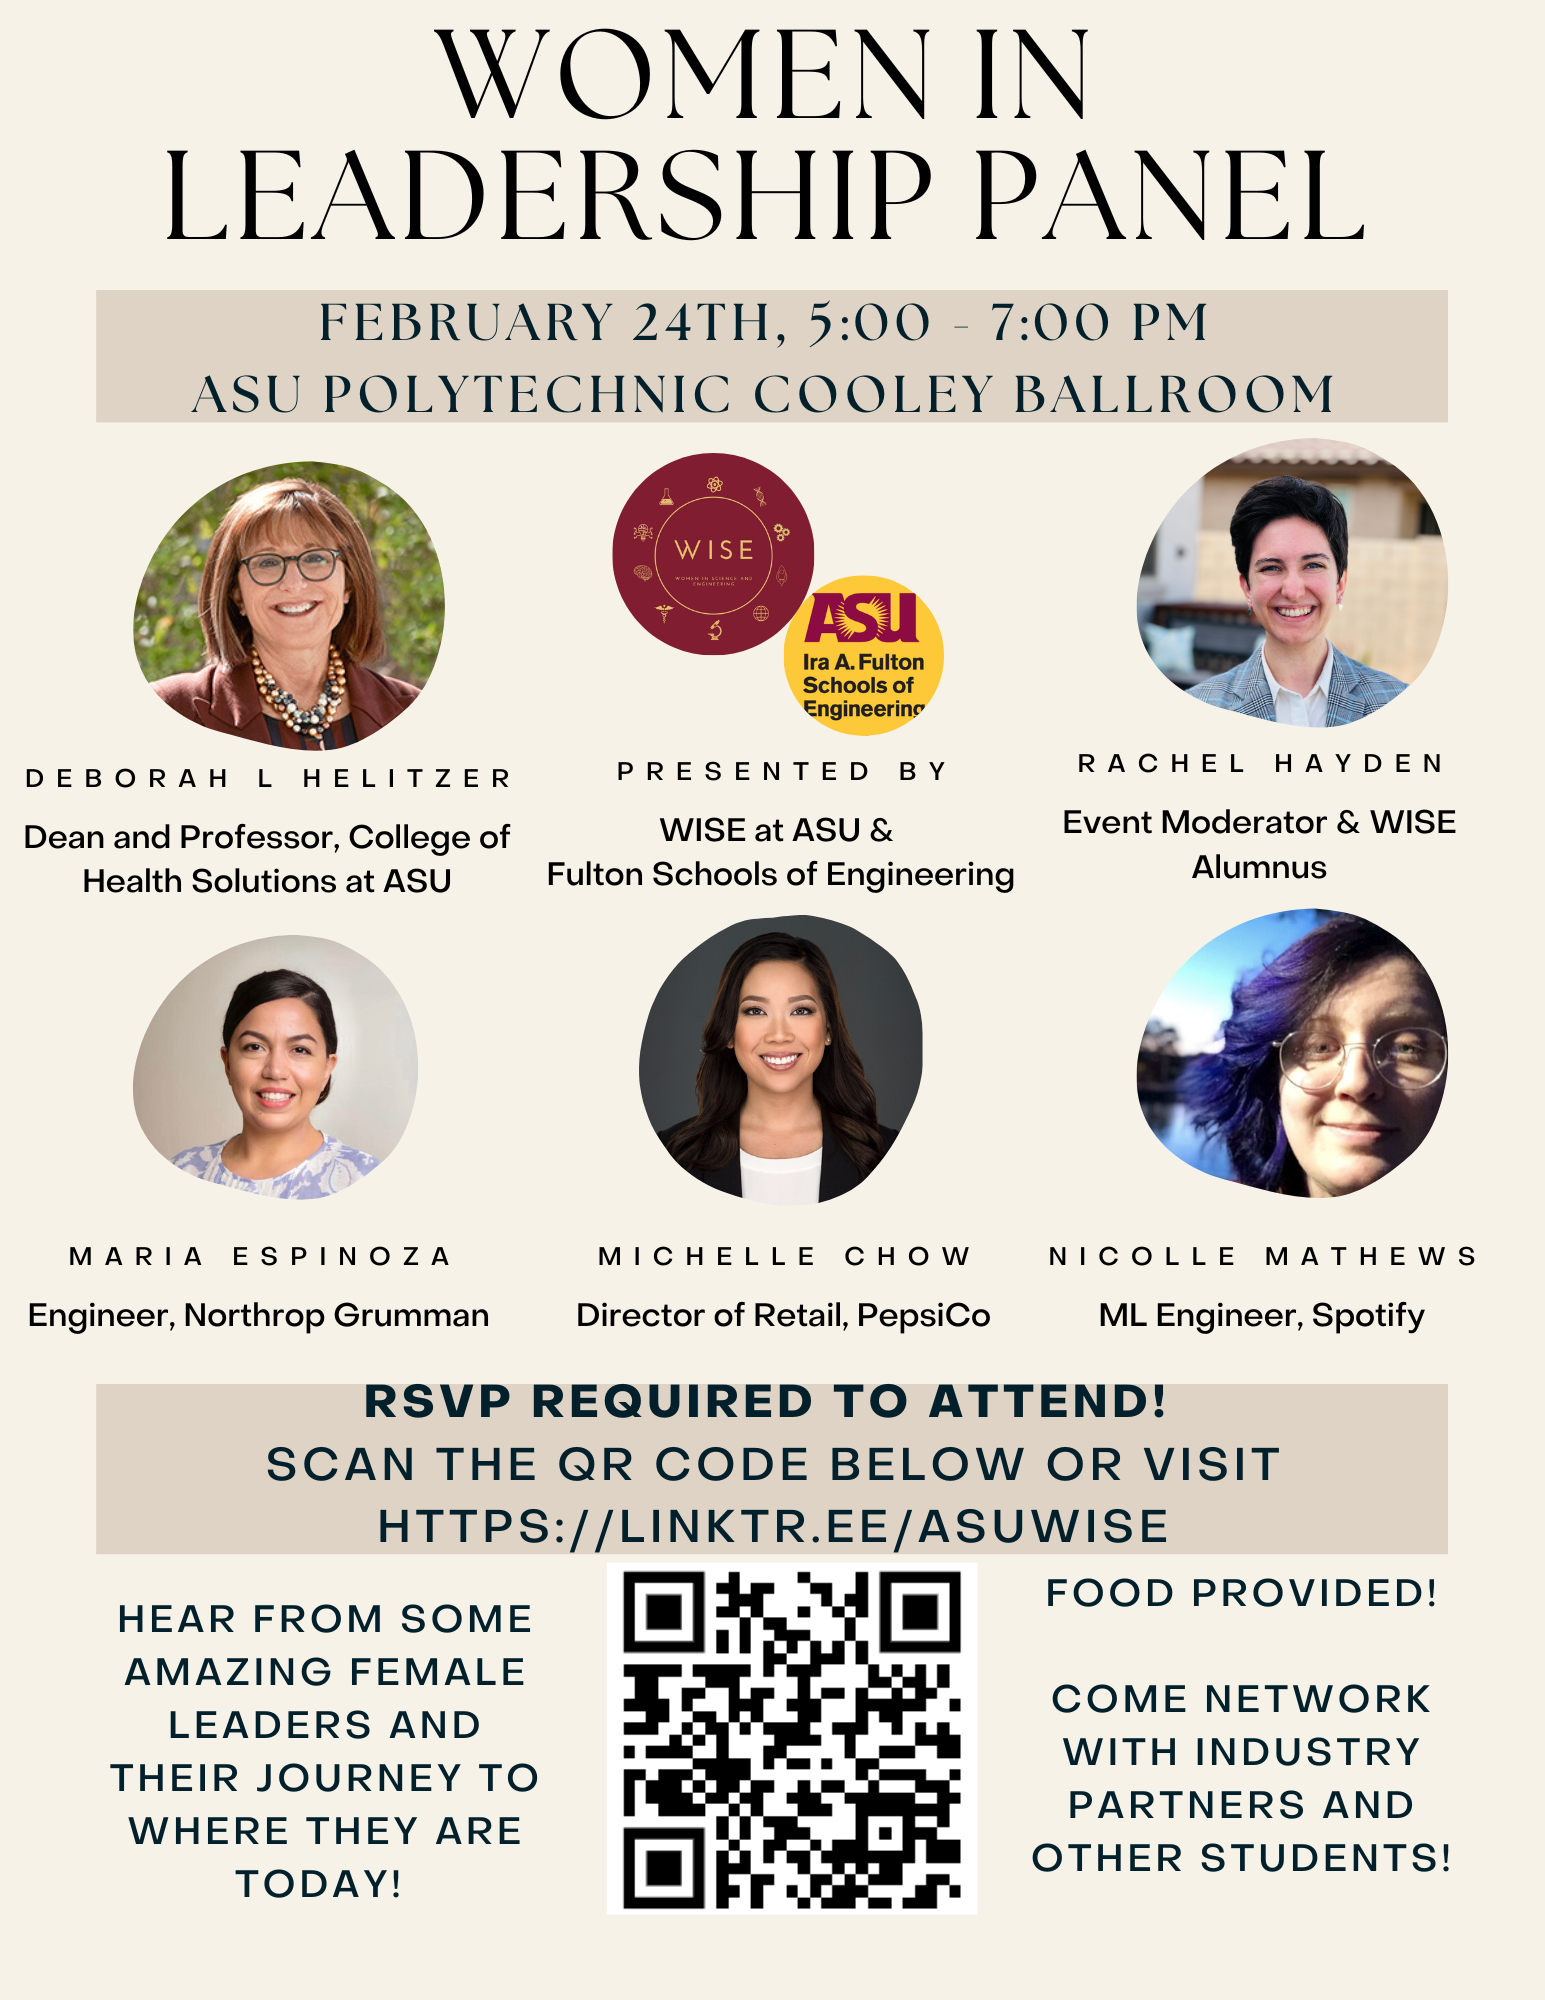 WOMEN IN
LEADERSHIP PANEL
FEBRUARY 24TH, 5:00 - 7:00 PM
ASU POLYTECHNIC COOLEY BALLROOM
WISE
WOMEN IN SCIENCE AND
ENGINEERING
ASU
Ira A. Fulton
Schools of
Engineering
DEBORAH L HELITZER
Dean and Professor, College of
Health Solutions at ASU
PRESENTED BY
WISE at ASU &
Fulton Schools of Engineering
RACHEL HAYDEN
Event Moderator & WISE
Alumnus
MARIA ESPINOZA
Engineer, Northrop Grumman
MICHELLE CHOW
Director of Retail, PepsiCo
NICOLLE MATHEWS
ML Engineer, Spotify
RSVP REQUIRED TO ATTEND!
SCAN THE QR CODE BELOW OR VISIT
HTTPS://LINKTR.EE/ASUWISE
HEAR FROM SOME
AMAZING FEMALE
LEADERS AND
THEIR JOURNEY TO
WHERE THEY ARE
TODAY!
FOOD PROVIDED!
COME NETWORK
WITH INDUSTRY
PARTNERS AND
OTHER STUDENTS!